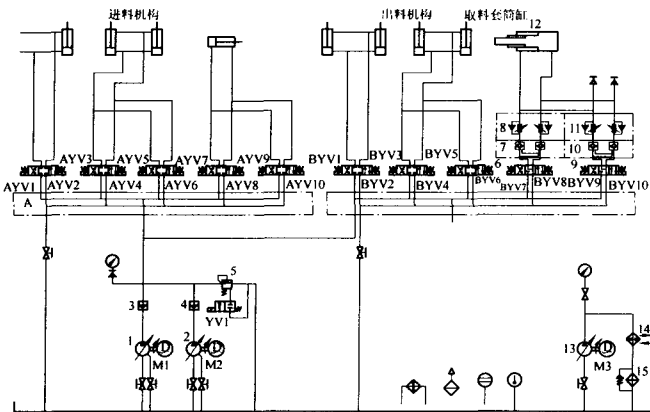 进料机构 出料机构 取料套筒缸
12
8 11
7 10
6 9
AYV3 AYV5 AYV7 AYV9 BYV1 BYV3 BYV5
AYV1 AYV2 AYV4 AYV6 AYV8 AYV10 BYV2 BYV4 BYV6 BYV7 BYV8 BYV9 BYV10
A
5
3 4
YV1
1 D 2 D 13 D 14
M1 M2 M3 15